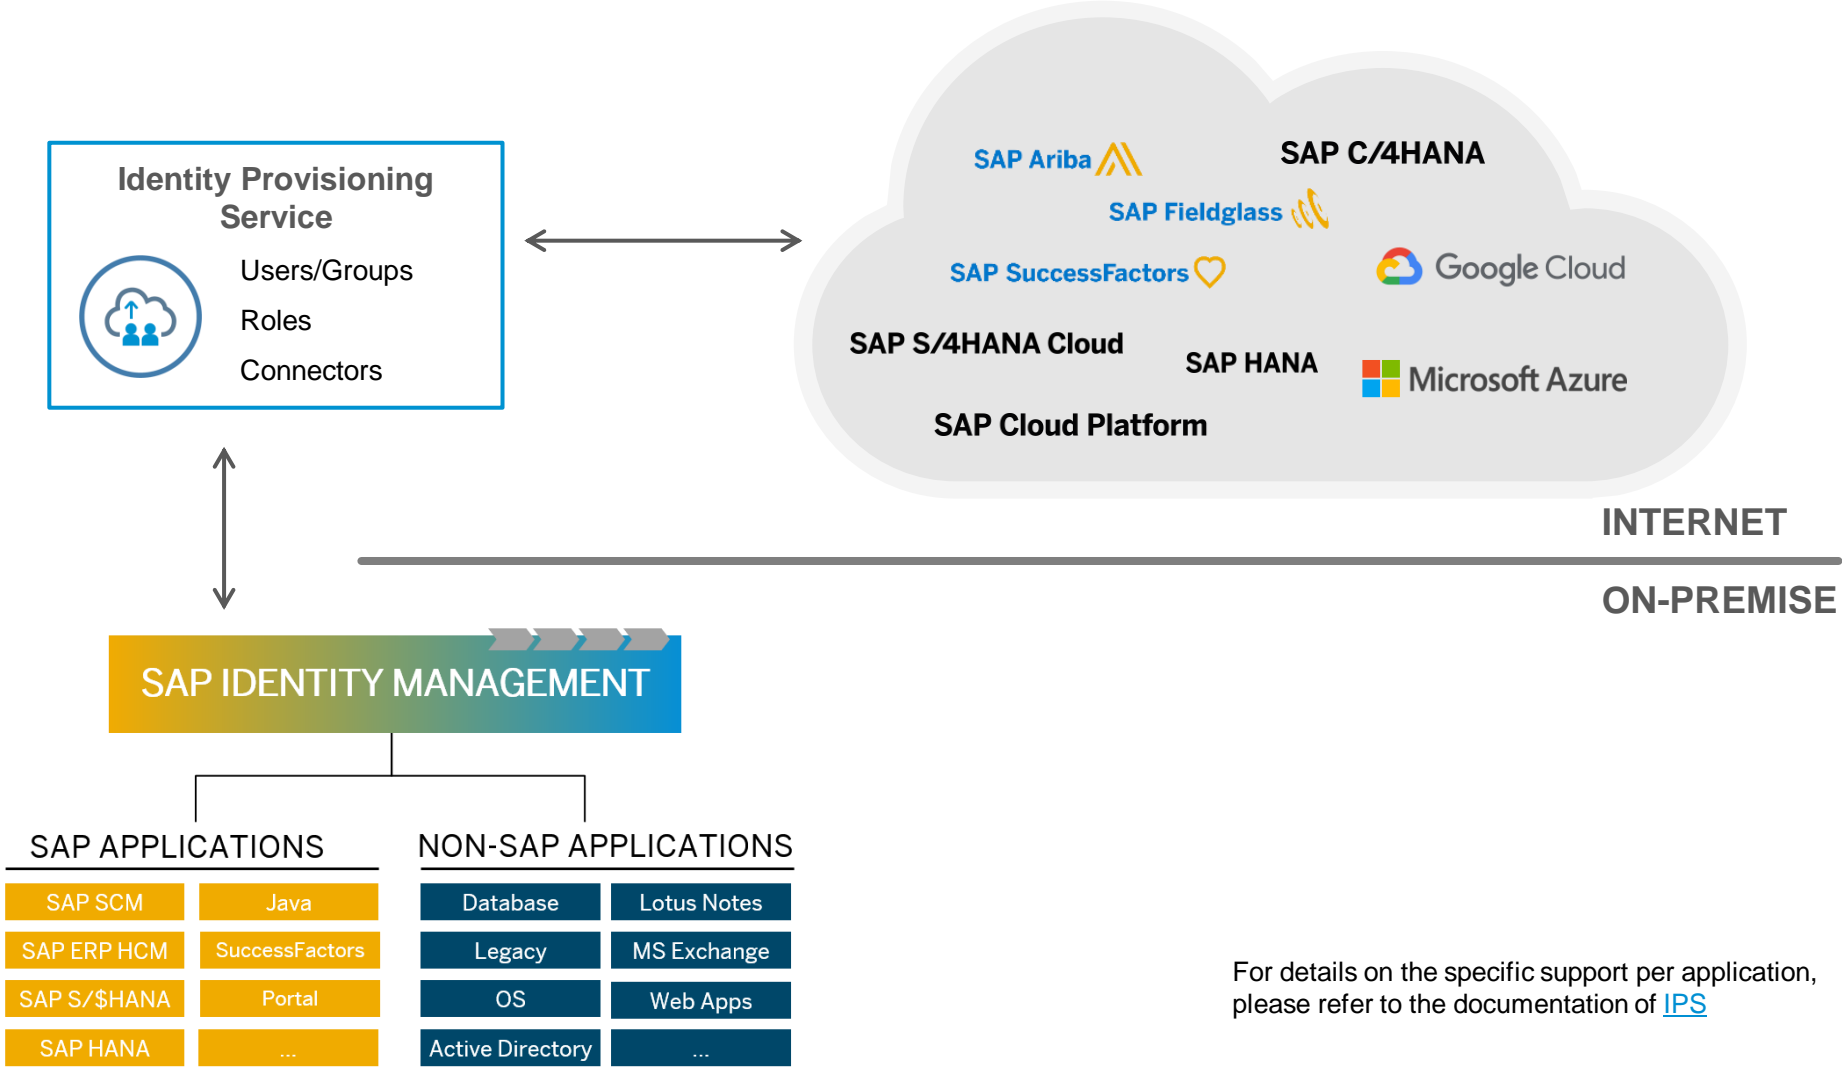 Identity Provisioning
Service
Users/Groups
Roles
Connectors
SAP Ariba
SAP C/4HANA
SAP Fieldglass
SAP SuccessFactors
Google Cloud
SAP S/4HANA Cloud
SAP HANA
Microsoft Azure
SAP Cloud Platform
INTERNET
ON-PREMISE
SAP IDENTITY MANAGEMENT
SAP APPLICATIONS
SAP SCM
Java
SAP ERP HCM
SuccessFactors
SAP S/$HANA
Portal
SAP HANA
...
NON-SAP APPLICATIONS
Database
Lotus Notes
Legacy
MS Exchange
OS
Web Apps
Active Directory
...
For details on the specific support per application,
please refer to the documentation of IPS